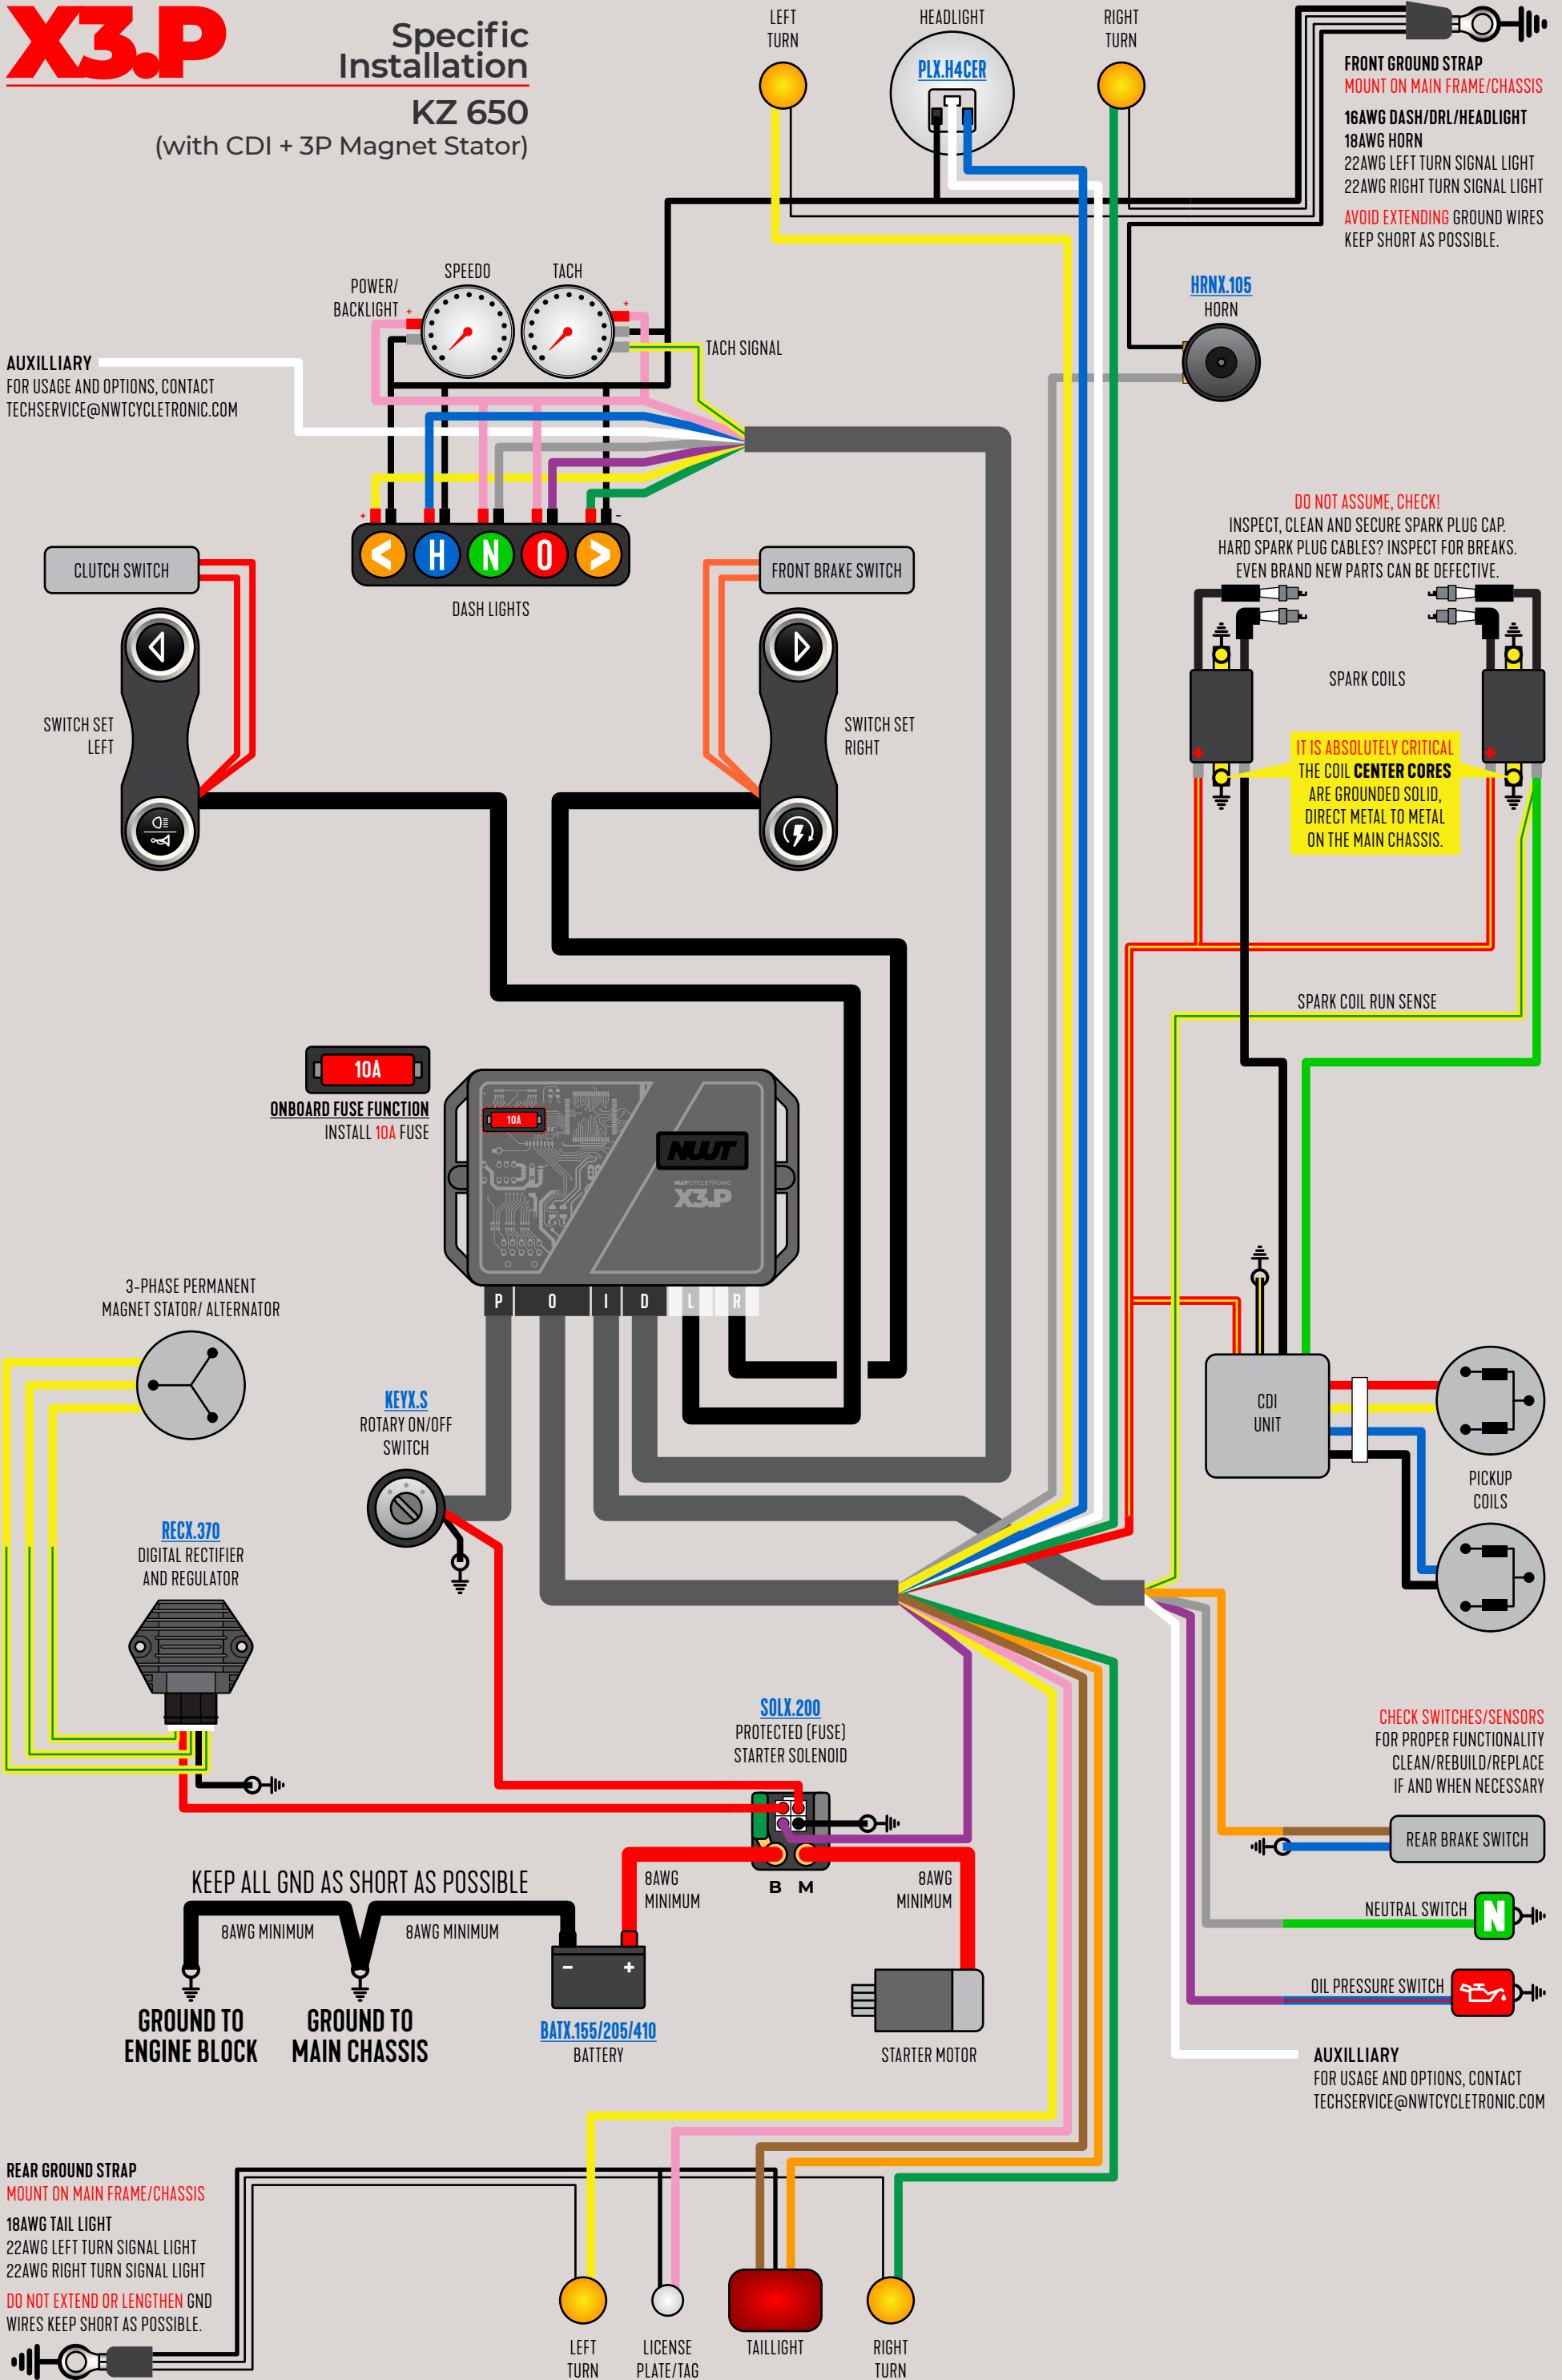 X3.P
Specific
Installation
KZ 650
(with CDI + 3P Magnet Stator)
LEFT
TURN
HEADLIGHT
PLX.H4CER
RIGHT
TURN
FRONT GROUND STRAP
MOUNT ON MAIN FRAME/CHASSIS
16AWG DASH/DRL/HEADLIGHT
18AWG HORN
22AWG LEFT TURN SIGNAL LIGHT
22AWG RIGHT TURN SIGNAL LIGHT
AVOID EXTENDING GROUND WIRES
KEEP SHORT AS POSSIBLE.
POWER/
BACKLIGHT
SPEEDO
TACH
+
+
TACH SIGNAL
HRNX.105
HORN
AUXILLIARY
FOR USAGE AND OPTIONS, CONTACT
TECHSERVICE@NWTCYCLETRONIC.COM
+
-
< H N O >
DASH LIGHTS
CLUTCH SWITCH
FRONT BRAKE SWITCH
SWITCH SET
LEFT
SWITCH SET
RIGHT
DO NOT ASSUME, CHECK!
INSPECT, CLEAN AND SECURE SPARK PLUG CAP.
HARD SPARK PLUG CABLES? INSPECT FOR BREAKS.
EVEN BRAND NEW PARTS CAN BE DEFECTIVE.
SPARK COILS
+
+
IT IS ABSOLUTELY CRITICAL
THE COIL CENTER CORES
ARE GROUNDED SOLID,
DIRECT METAL TO METAL
ON THE MAIN CHASSIS.
SPARK COIL RUN SENSE
10A
ONBOARD FUSE FUNCTION
INSTALL 10A FUSE
10A
NWT
NWT CYCLETRONIC
X3.P
P O I D L R
3-PHASE PERMANENT
MAGNET STATOR/ ALTERNATOR
KEYX.S
ROTARY ON/OFF
SWITCH
CDI
UNIT
PICKUP
COILS
RECX.370
DIGITAL RECTIFIER
AND REGULATOR
SOLX.200
PROTECTED (FUSE)
STARTER SOLENOID
B M
CHECK SWITCHES/SENSORS
FOR PROPER FUNCTIONALITY
CLEAN/REBUILD/REPLACE
IF AND WHEN NECESSARY
REAR BRAKE SWITCH
NEUTRAL SWITCH
N
OIL PRESSURE SWITCH
KEEP ALL GND AS SHORT AS POSSIBLE
8AWG MINIMUM
8AWG MINIMUM
8AWG
MINIMUM
8AWG
MINIMUM
- +
GROUND TO
ENGINE BLOCK
GROUND TO
MAIN CHASSIS
BATX.155/205/410
BATTERY
STARTER MOTOR
AUXILLIARY
FOR USAGE AND OPTIONS, CONTACT
TECHSERVICE@NWTCYCLETRONIC.COM
REAR GROUND STRAP
MOUNT ON MAIN FRAME/CHASSIS
18AWG TAIL LIGHT
22AWG LEFT TURN SIGNAL LIGHT
22AWG RIGHT TURN SIGNAL LIGHT
DO NOT EXTEND OR LENGTHEN GND
WIRES KEEP SHORT AS POSSIBLE.
LEFT
TURN
LICENSE
PLATE/TAG
TAILLIGHT
RIGHT
TURN